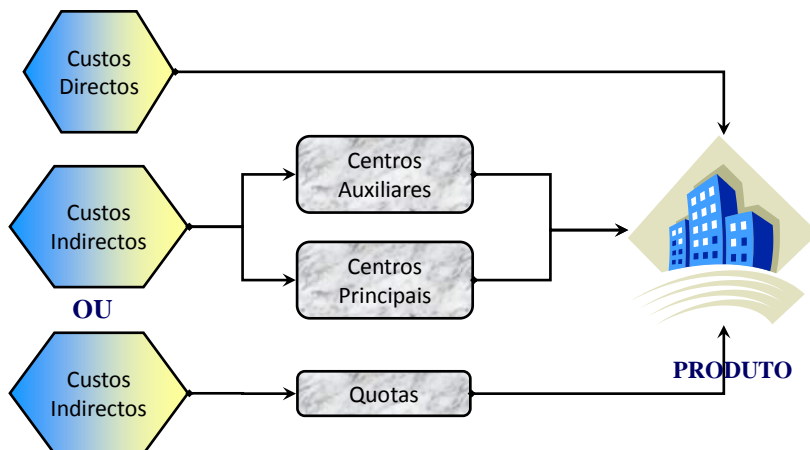 Custos
Directos
Centros
Auxiliares
Custos
Indirectos
Centros
Principais
OU
PRODUTO
Custos
Indirectos
Quotas